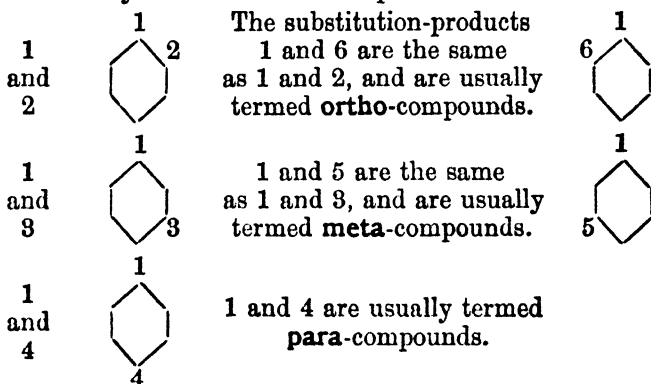 1
The substitution-products
1
1
2
1 and 6 are the same
6
and
as 1 and 2, and are usually
2
termed ortho-compounds.
1
1
1
1 and 5 are the same
and
as 1 and 3, and are usually
3
3
termed meta-compounds.
5
1
1
1 and 4 are usually termed
and
para-compounds.
4
4